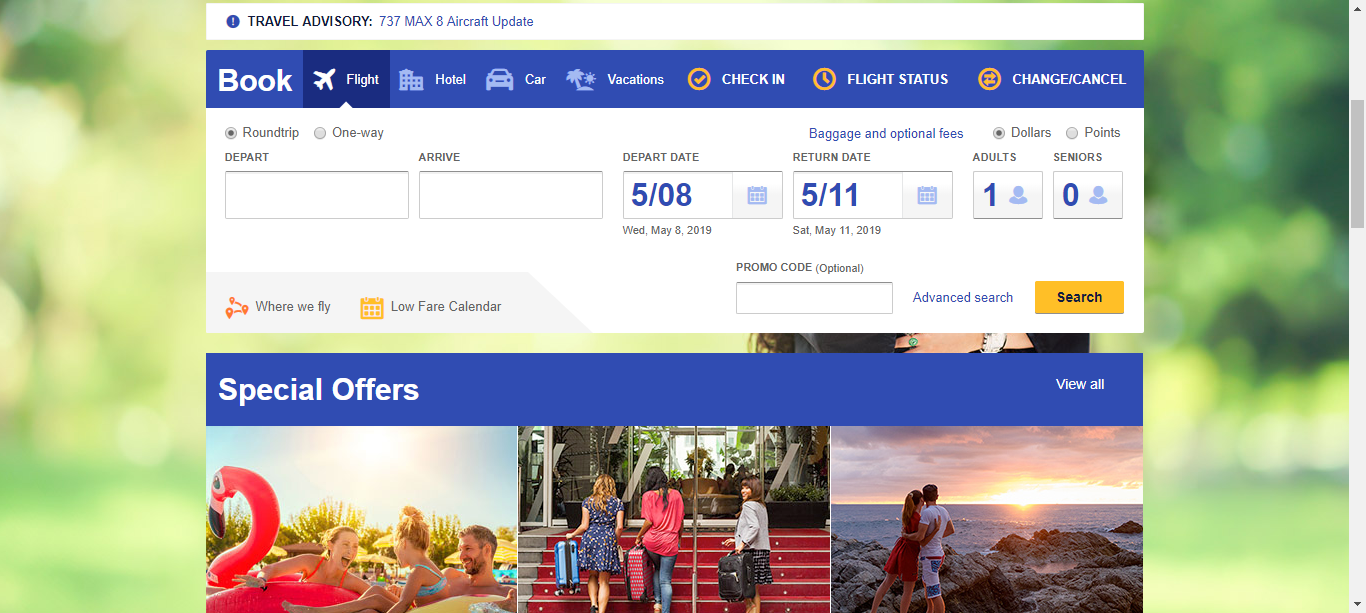 TRAVEL ADVISORY: 737 MAX 8 Aircraft Update
Book Flight Hotel Car Vacations CHECK IN FLIGHT STATUS CHANGE/CANCEL
Roundtrip One-way Baggage and optional fees Dollars Points
DEPART ARRIVE DEPART DATE RETURN DATE ADULTS SENIORS
5/08 5/11 1 0
Wed, May 8, 2019 Sat, May 11, 2019
PROMO CODE (Optional)
Where we fly Low Fare Calendar Advanced search Search
Special Offers View all